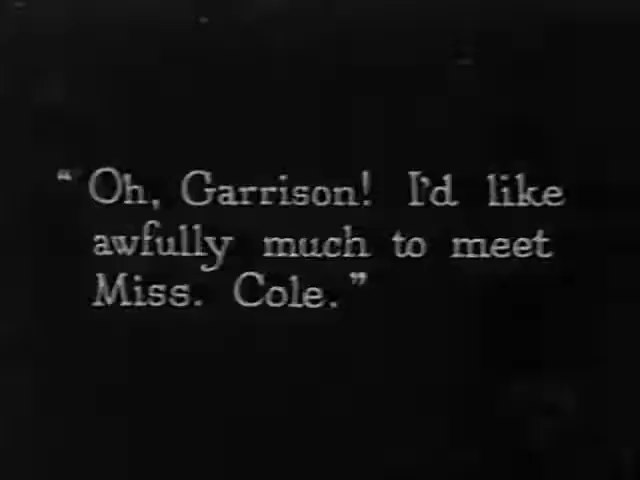 “Oh, Garrison! I'd like
awfully much to meet
Miss. Cole.”